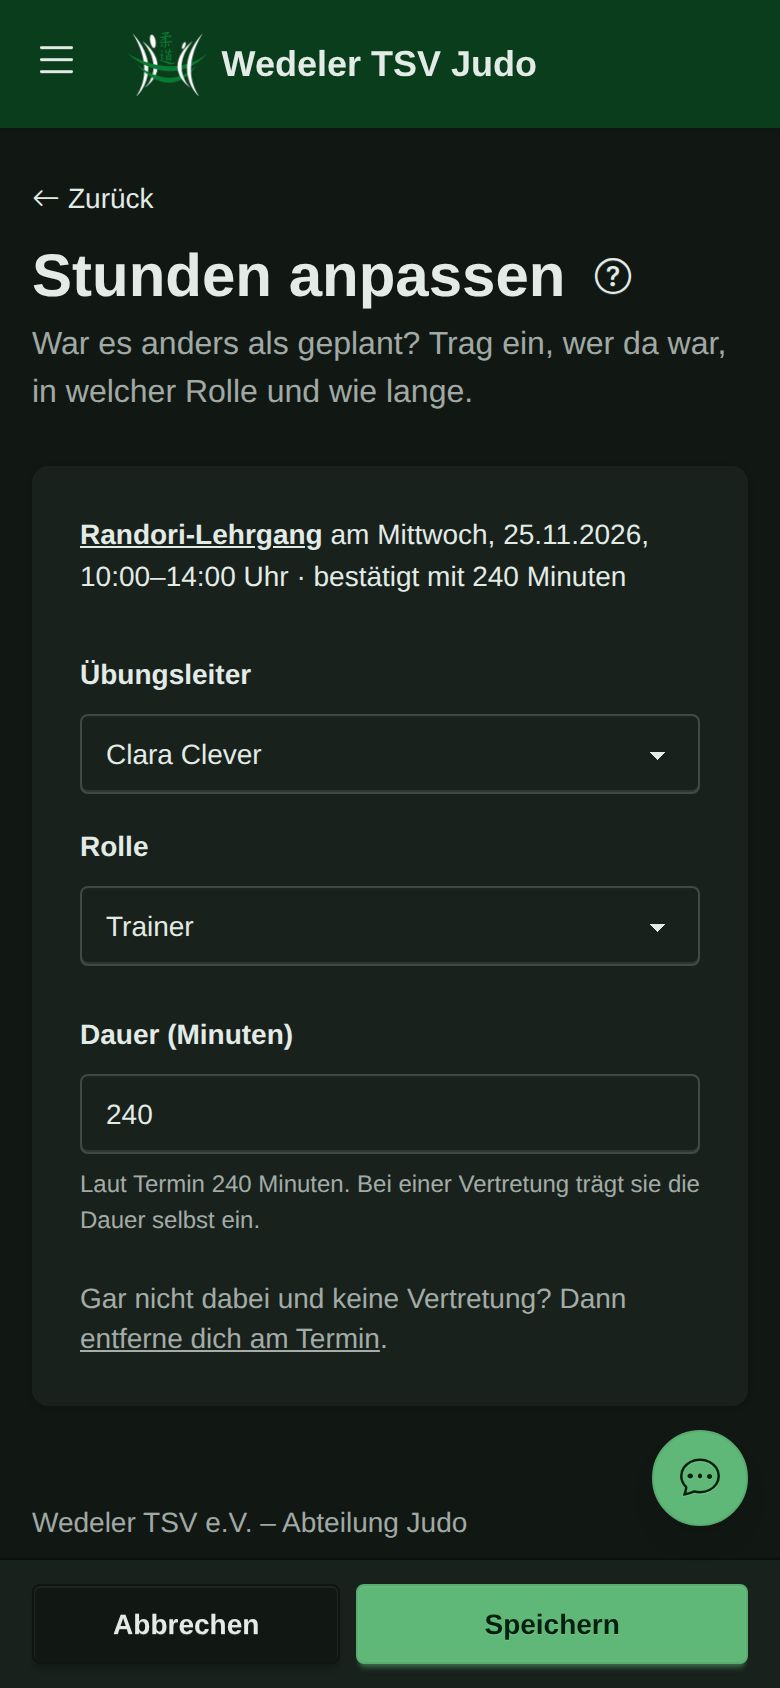 柔道
Wedeler TSV Judo
← Zurück
Stunden anpassen ?
War es anders als geplant? Trag ein, wer da war,
in welcher Rolle und wie lange.
Randori-Lehrgang am Mittwoch, 25.11.2026,
10:00–14:00 Uhr · bestätigt mit 240 Minuten
Übungsleiter
Clara Clever
Rolle
Trainer
Dauer (Minuten)
240
Laut Termin 240 Minuten. Bei einer Vertretung trägt sie die
Dauer selbst ein.
Gar nicht dabei und keine Vertretung? Dann
entferne dich am Termin.
Wedeler TSV e.V. – Abteilung Judo
Abbrechen
Speichern